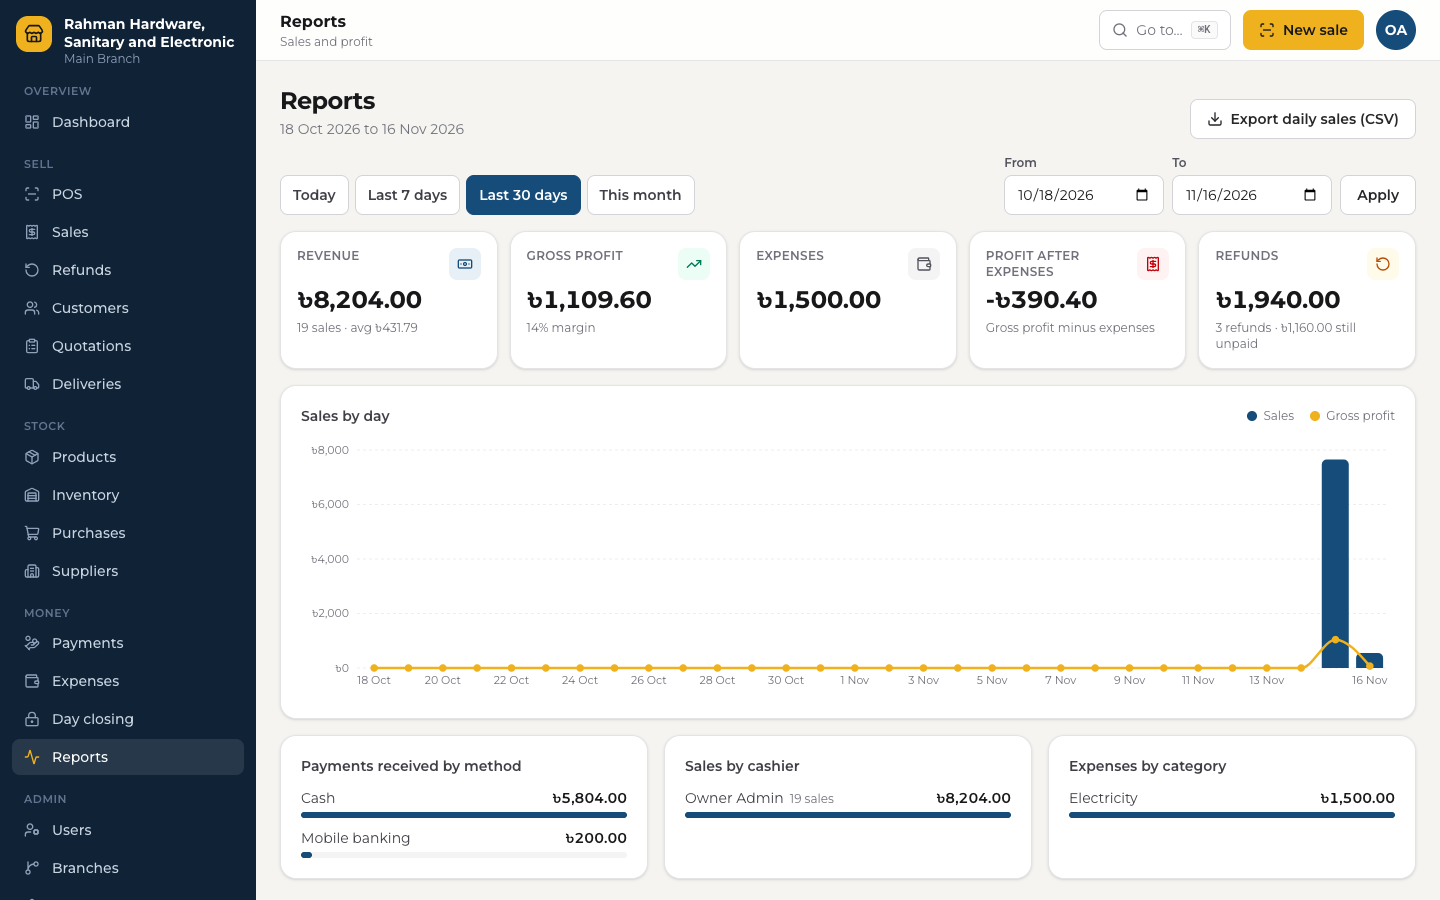 Rahman Hardware,
Sanitary and Electronic
Main Branch
OVERVIEW
Dashboard
SELL
POS
Sales
Refunds
Customers
Quotations
Deliveries
STOCK
Products
Inventory
Purchases
Suppliers
MONEY
Payments
Expenses
Day closing
Reports
ADMIN
Users
Branches
Reports
Sales and profit
Go to... ⌘K
New sale
OA
Reports
18 Oct 2026 to 16 Nov 2026
Export daily sales (CSV)
Today Last 7 days Last 30 days This month
From To
10/18/2026 11/16/2026 Apply
REVENUE
৳8,204.00
19 sales · avg ৳431.79
GROSS PROFIT
৳1,109.60
14% margin
EXPENSES
৳1,500.00
PROFIT AFTER
EXPENSES
-৳390.40
Gross profit minus expenses
REFUNDS
৳1,940.00
3 refunds · ৳1,160.00 still
unpaid
Sales by day
Sales Gross profit
৳8,000
৳6,000
৳4,000
৳2,000
৳0
18 Oct 20 Oct 22 Oct 24 Oct 26 Oct 28 Oct 30 Oct 1 Nov 3 Nov 5 Nov 7 Nov 9 Nov 11 Nov 13 Nov 16 Nov
Payments received by method
Cash ৳5,804.00
Mobile banking ৳200.00
Sales by cashier
Owner Admin 19 sales ৳8,204.00
Expenses by category
Electricity ৳1,500.00